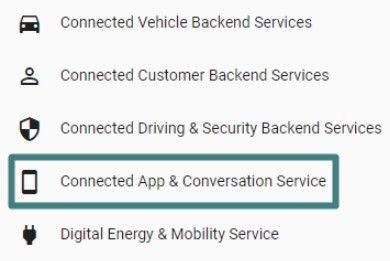 Connected Vehicle Backend Services
Connected Customer Backend Services
Connected Driving & Security Backend Services
Connected App & Conversation Service
Digital Energy & Mobility Service